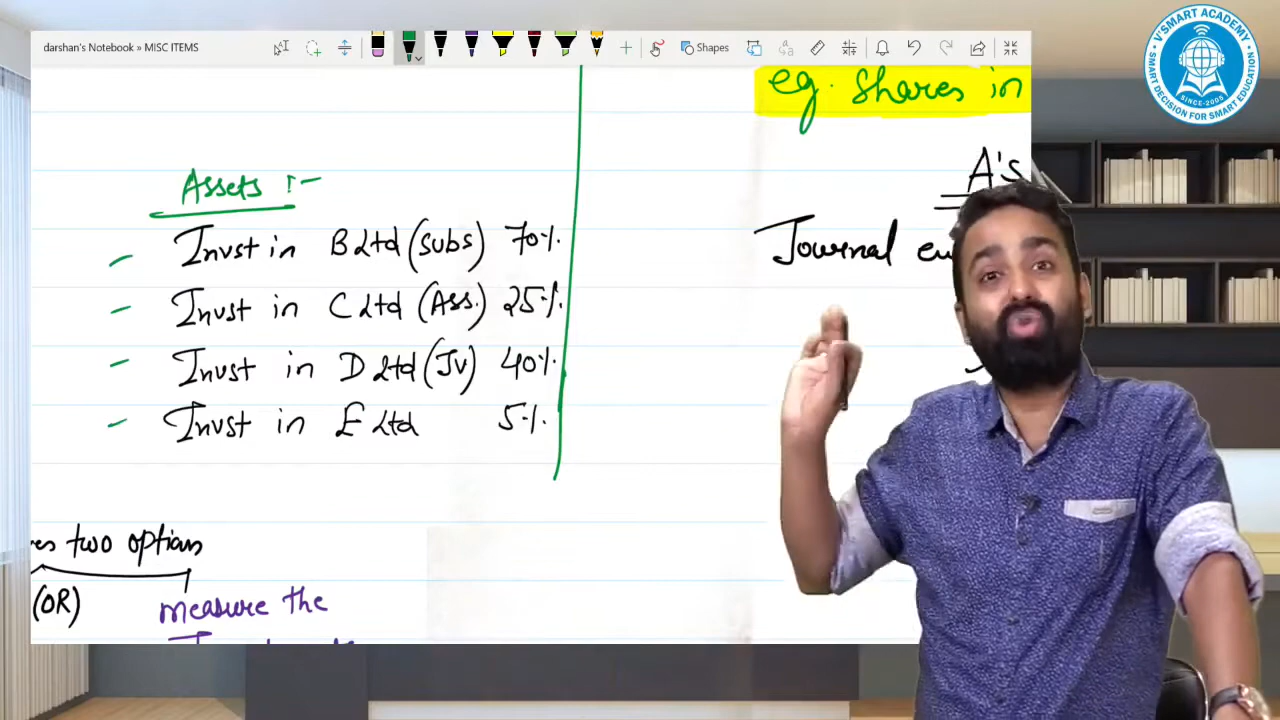 darshan's Notebook » MISC ITEMS
Shapes
V'SMART ACADEMY
SINCE-2005
SMART DECISION FOR SMART EDUCATION
eg. Shares in
Assets :-
Invst in B Ltd (Subs) 70%.
Invst in C Ltd (Ass.) 25%.
Invst in D Ltd (JV) 40%.
Invst in E Ltd 5%.
A's
Journal
two options
(OR)
measure the